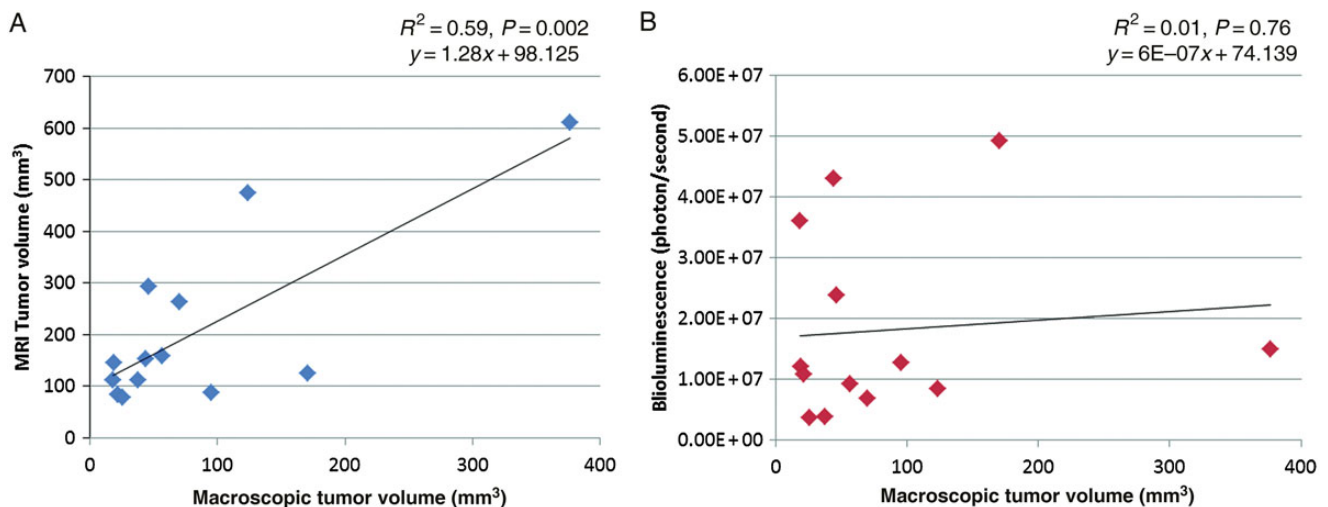 A
R² = 0.59, P = 0.002
y = 1.28x + 98.125
700
600
500
400
300
200
100
0
MRI Tumor volume (mm³)
0 100 200 300 400
Macroscopic tumor volume (mm³)
B
R² = 0.01, P = 0.76
y = 6E–07x + 74.139
6.00E + 07
5.00E + 07
4.00E + 07
3.00E + 07
2.00E + 07
1.00E + 07
0.00E + 00
Blioluminescence (photon/second)
0 100 200 300 400
Macroscopic tumor volume (mm³)